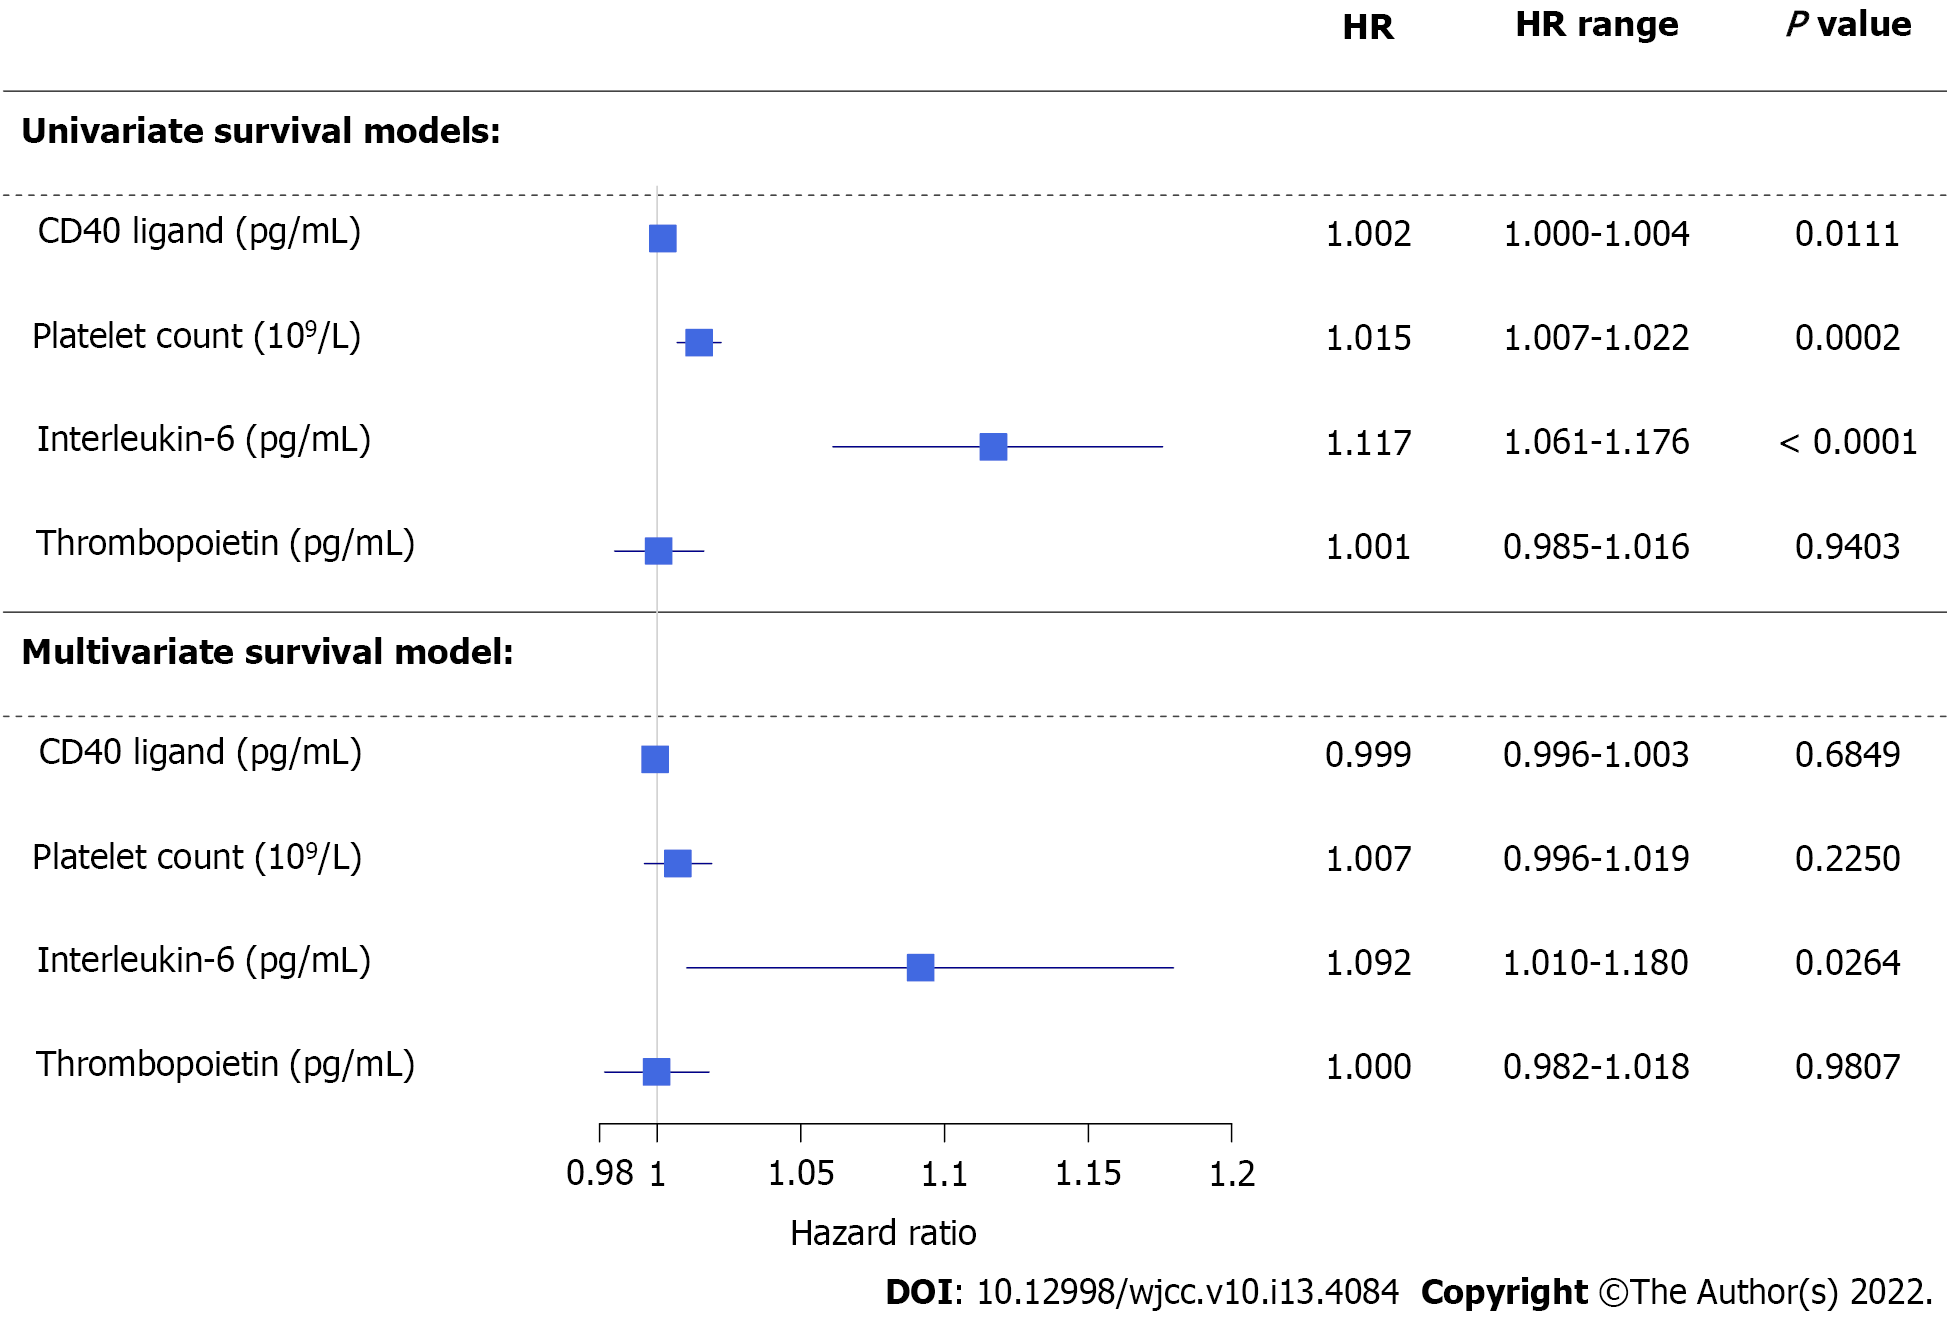 HR HR range P value
Univariate survival models:
CD40 ligand (pg/mL) 1.002 1.000-1.004 0.0111
Platelet count (10⁹/L) 1.015 1.007-1.022 0.0002
Interleukin-6 (pg/mL) 1.117 1.061-1.176 < 0.0001
Thrombopoietin (pg/mL) 1.001 0.985-1.016 0.9403
Multivariate survival model:
CD40 ligand (pg/mL) 0.999 0.996-1.003 0.6849
Platelet count (10⁹/L) 1.007 0.996-1.019 0.2250
Interleukin-6 (pg/mL) 1.092 1.010-1.180 0.0264
Thrombopoietin (pg/mL) 1.000 0.982-1.018 0.9807
0.98 1 1.05 1.1 1.15 1.2
Hazard ratio
DOI: 10.12998/wjcc.v10.i13.4084 Copyright ©The Author(s) 2022.